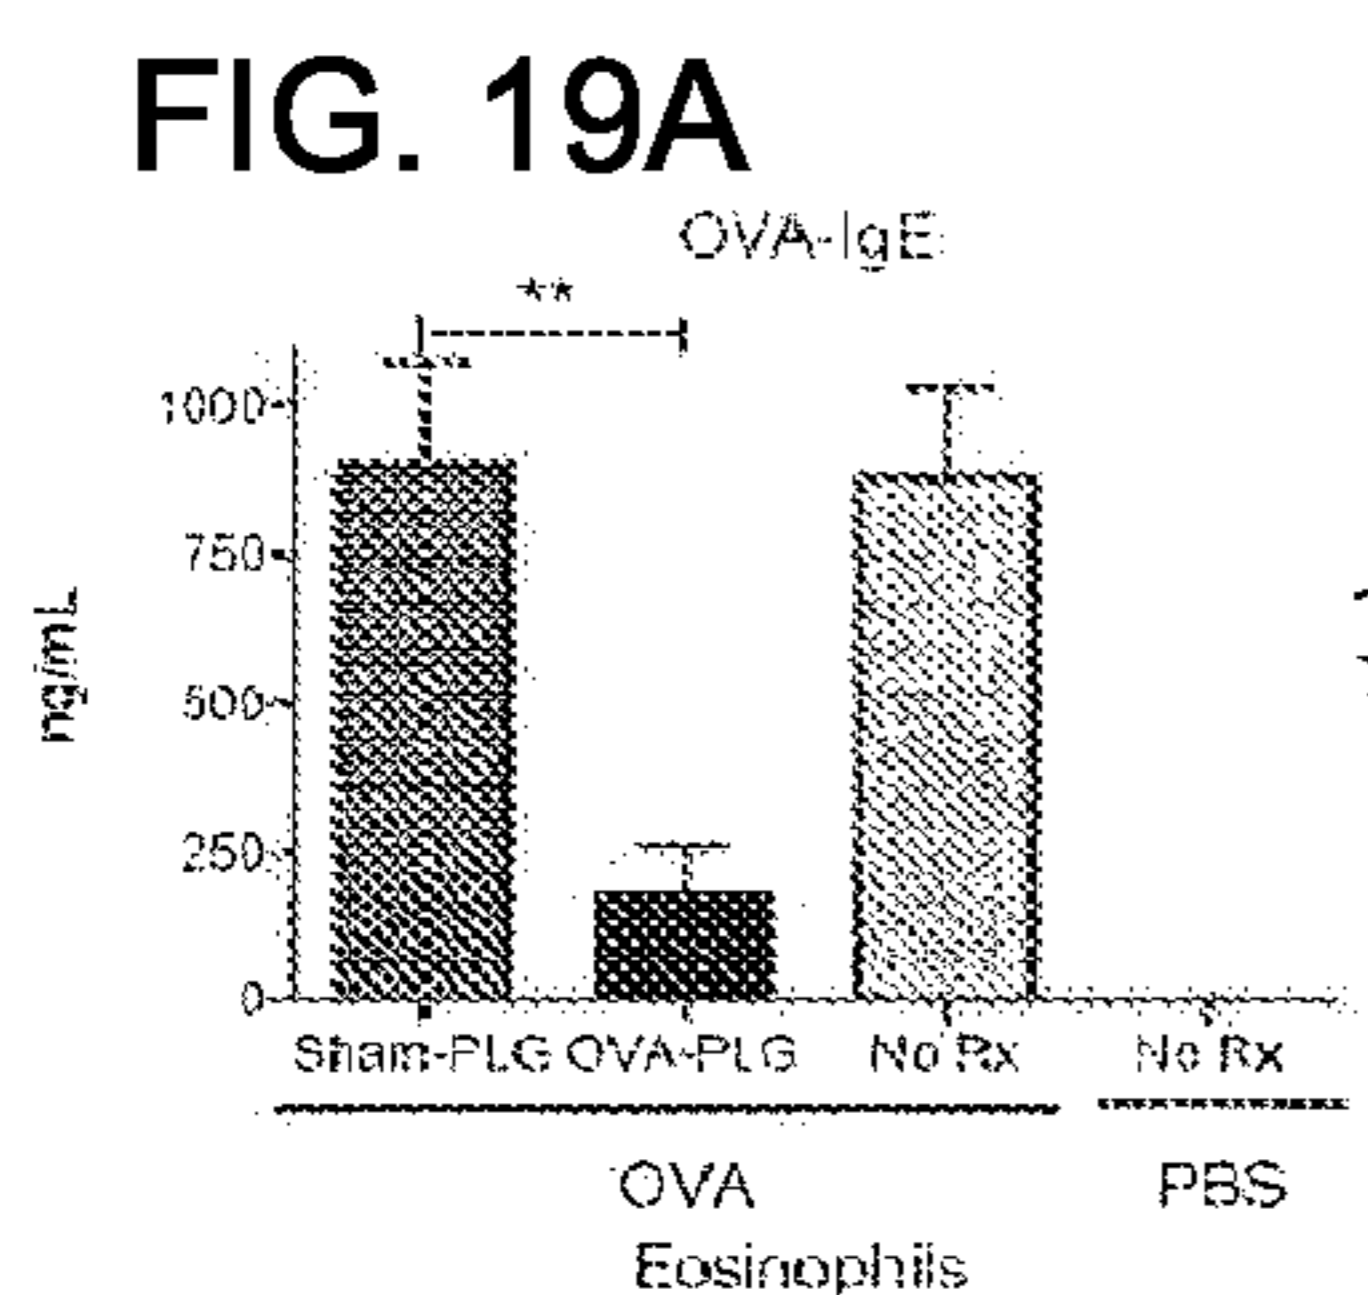 FIG. 19A
OVA-IgE
**
1000
750
500
250
0
ng/mL
Sham-PLG OVA-PLG No Rx No Rx
OVA PBS
Eosinophils